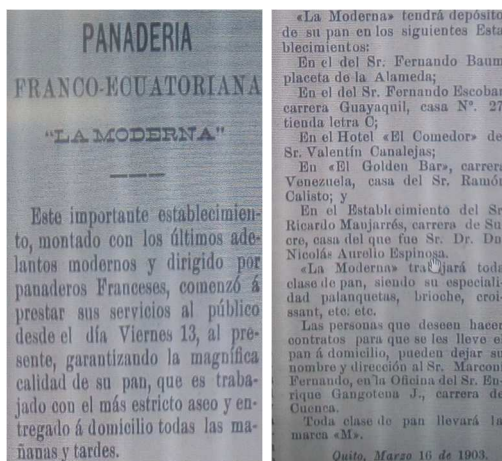 PANADERIA
FRANCO-ECUATORIANA
"LA MODERNA"
Este importante establecimien-
to, montado con los últimos ade-
lantos modernos y dirigido por
panaderos Franceses, comenzó á
prestar sus servicios al público
desde el día Viernes 13, al pre-
sente, garantizando la magnífica
calidad de su pan, que es traba-
jado con el más estricto aseo y en-
tregado á domicilio todas las ma-
ñanas y tardes.
«La Moderna» tendrá depósito
de su pan en los siguientes Esta
blecimientos:
En el del Sr. Fernando Baum
placeta de la Alameda;
En el del Sr. Fernando Escobar
carrera Guayaquil, casa Nº. 27
tienda letra C;
En el Hotel «El Comedor» de
Sr. Valentín Canalejas;
En «El Golden Bar», carrera
Venezuela, casa del Sr. Ramón
Calisto; y
En el Establecimiento del Sr
Ricardo Maujarrés, carrera de Su
cre, casa del que fue Sr. Dr. Dn
Nicolás Aurelio Espinosa.
«La Moderna» trabajará toda
clase de pan, siendo su especiali-
dad palanquetas, brioche, croi
ssant, etc. etc.
Las personas que deseen hacer
contratos para que se les lleve el
pan á domicilio, pueden dejar su
nombre y dirección al Sr. Marcon
Fernando, en la Oficina del Sr. En
rique Gangotena J., carrera de
Cuenca.
Toda clase de pan llevará la
marca «M».
Quito, Marzo 16 de 1903.